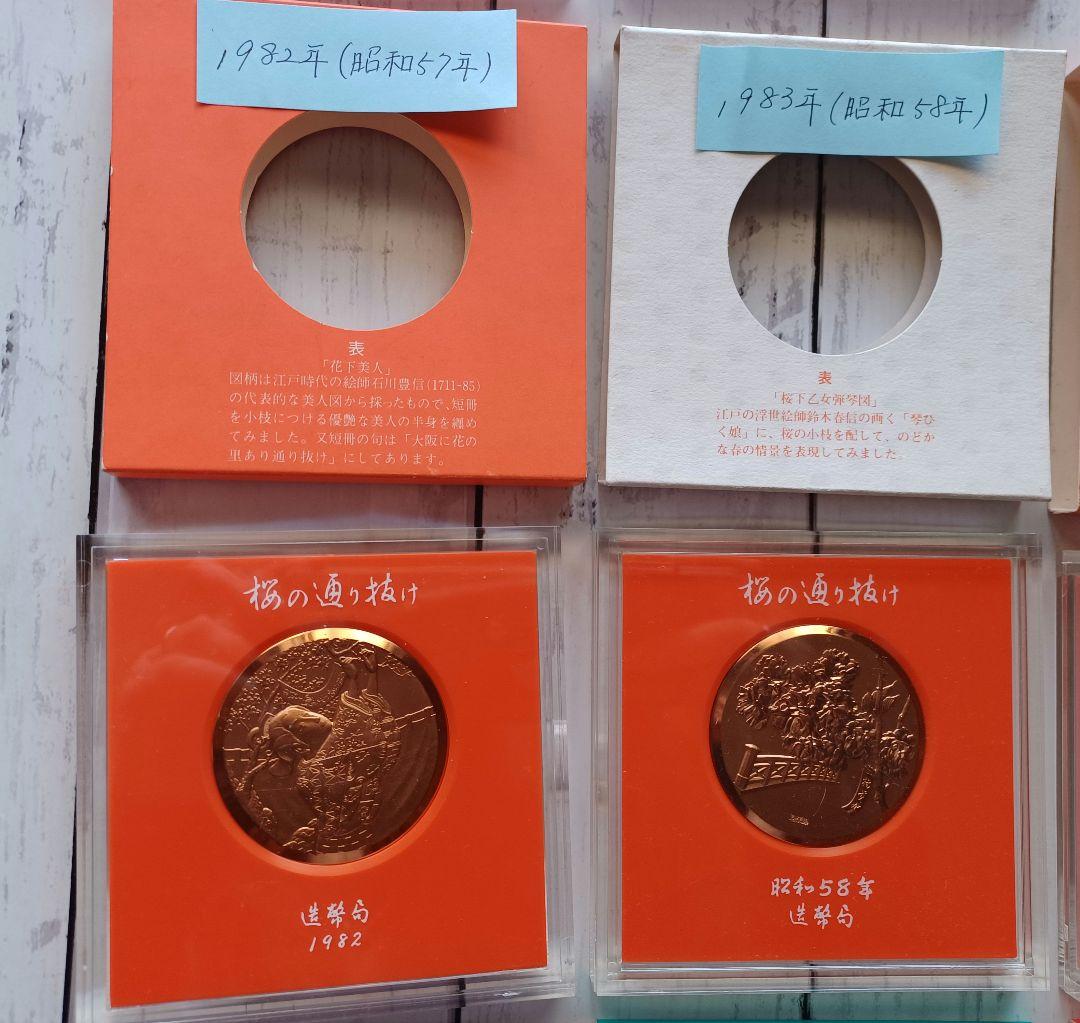 1982年(昭和57年)
表
「花下美人」
図柄は江戸時代の絵師石川豊信(1711-85)
の代表的な美人図から採ったもので、短冊
を小枝につける優艶な美人の半身を纏め
てみました。又短冊の句は「大阪に花の
里あり通り抜け」にしてあります。
1983年(昭和58年)
表
「桜下乙女弾琴図」
江戸の浮世絵師鈴木春信の画く「琴ひ
く娘」に、桜の小枝を配して、のどか
な春の情景を表現してみました。
桜の通り抜け
造幣局
1982
桜の通り抜け
昭和58年
造幣局